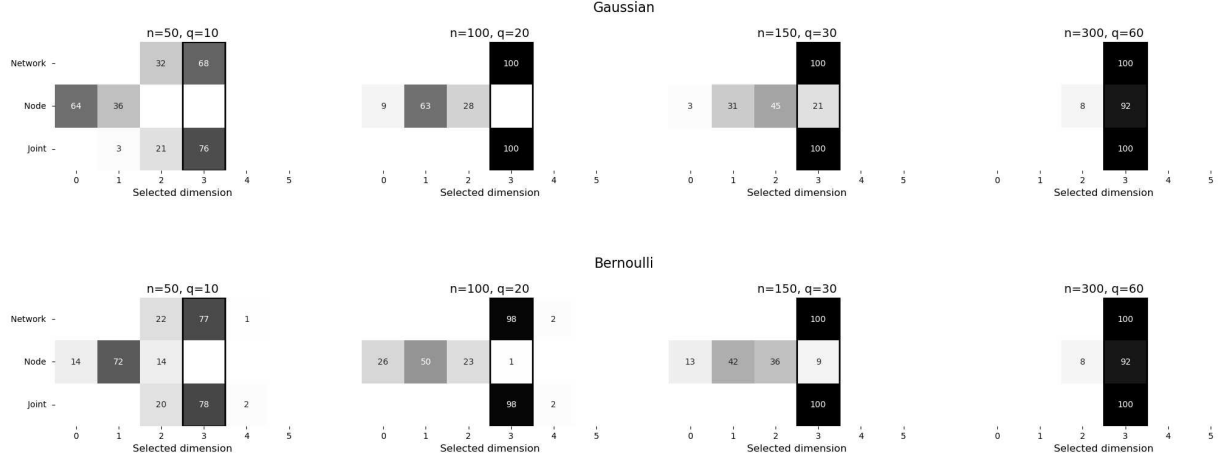 Gaussian
n=50, q=10 n=100, q=20 n=150, q=30 n=300, q=60
Network 32 68 100 100 100
Node 64 36 9 63 28 3 31 45 21 8 92
Joint 3 21 76 100 100 100
0 1 2 3 4 5 0 1 2 3 4 5 0 1 2 3 4 5 0 1 2 3 4 5
Selected dimension Selected dimension Selected dimension Selected dimension
Bernoulli
n=50, q=10 n=100, q=20 n=150, q=30 n=300, q=60
Network 22 77 1 98 2 100 100
Node 14 72 14 26 50 23 1 13 42 36 9 8 92
Joint 20 78 2 98 2 100 100
0 1 2 3 4 5 0 1 2 3 4 5 0 1 2 3 4 5 0 1 2 3 4 5
Selected dimension Selected dimension Selected dimension Selected dimension